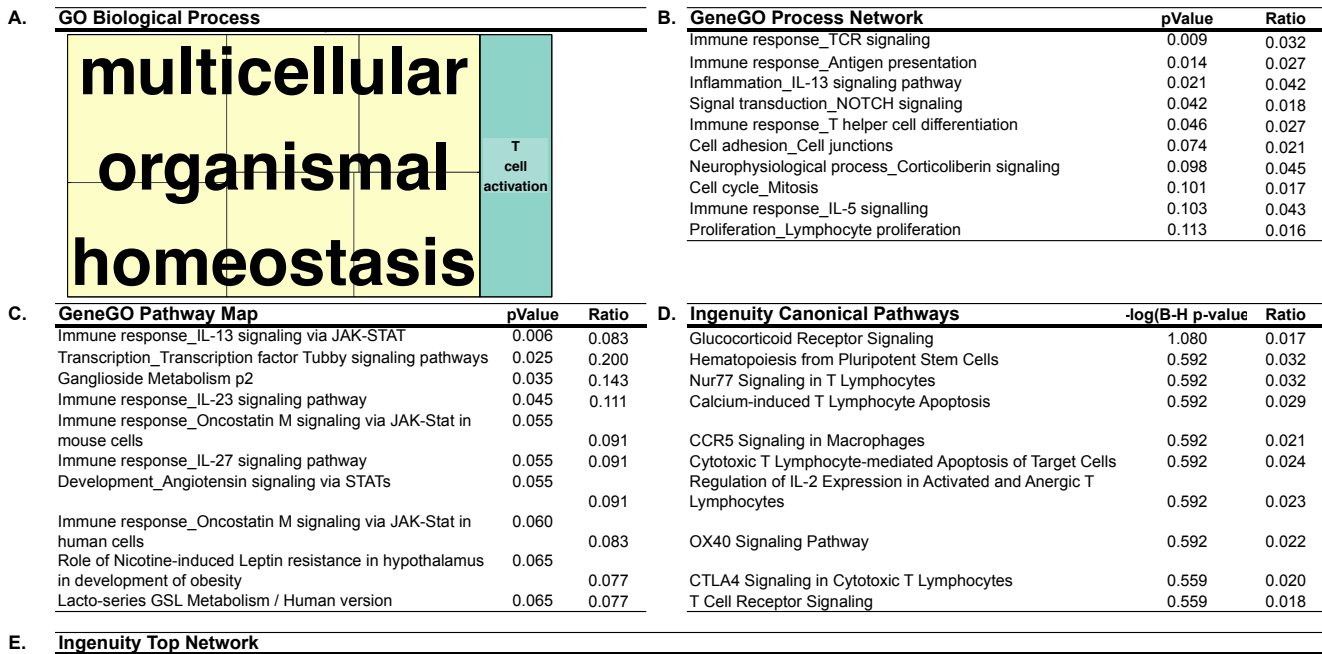 A. GO Biological Process
multicellular
organismal
homeostasis
T
cell
activation
B. GeneGO Process Network pValue Ratio
Immune response_TCR signaling 0.009 0.032
Immune response_Antigen presentation 0.014 0.027
Inflammation_IL-13 signaling pathway 0.021 0.042
Signal transduction_NOTCH signaling 0.042 0.018
Immune response_T helper cell differentiation 0.046 0.027
Cell adhesion_Cell junctions 0.074 0.021
Neurophysiological process_Corticoliberin signaling 0.098 0.045
Cell cycle_Mitosis 0.101 0.017
Immune response_IL-5 signalling 0.103 0.043
Proliferation_Lymphocyte proliferation 0.113 0.016
C. GeneGO Pathway Map pValue Ratio
Immune response_IL-13 signaling via JAK-STAT 0.006 0.083
Transcription_Transcription factor Tubby signaling pathways 0.025 0.200
Ganglioside Metabolism p2 0.035 0.143
Immune response_IL-23 signaling pathway 0.045 0.111
Immune response_Oncostatin M signaling via JAK-Stat in 0.055
mouse cells 0.091
Immune response_IL-27 signaling pathway 0.055 0.091
Development_Angiotensin signaling via STATs 0.055
0.091
Immune response_Oncostatin M signaling via JAK-Stat in 0.060
human cells 0.083
Role of Nicotine-induced Leptin resistance in hypothalamus 0.065
in development of obesity 0.077
Lacto-series GSL Metabolism / Human version 0.065 0.077
D. Ingenuity Canonical Pathways -log(B-H p-value Ratio
Glucocorticoid Receptor Signaling 1.080 0.017
Hematopoiesis from Pluripotent Stem Cells 0.592 0.032
Nur77 Signaling in T Lymphocytes 0.592 0.032
Calcium-induced T Lymphocyte Apoptosis 0.592 0.029
CCR5 Signaling in Macrophages 0.592 0.021
Cytotoxic T Lymphocyte-mediated Apoptosis of Target Cells 0.592 0.024
Regulation of IL-2 Expression in Activated and Anergic T
Lymphocytes 0.592 0.023
OX40 Signaling Pathway 0.592 0.022
CTLA4 Signaling in Cytotoxic T Lymphocytes 0.559 0.020
T Cell Receptor Signaling 0.559 0.018
E. Ingenuity Top Network